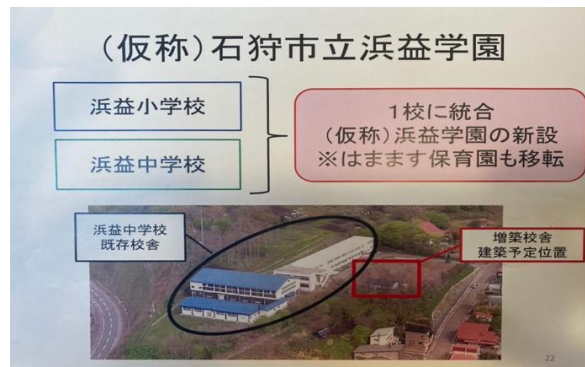 (仮称)石狩市立浜益学園
浜益小学校
浜益中学校
1校に統合
(仮称)浜益学園の新設
※はまます保育園も移転
浜益中学校
既存校舎
増築校舎
建築予定位置
22